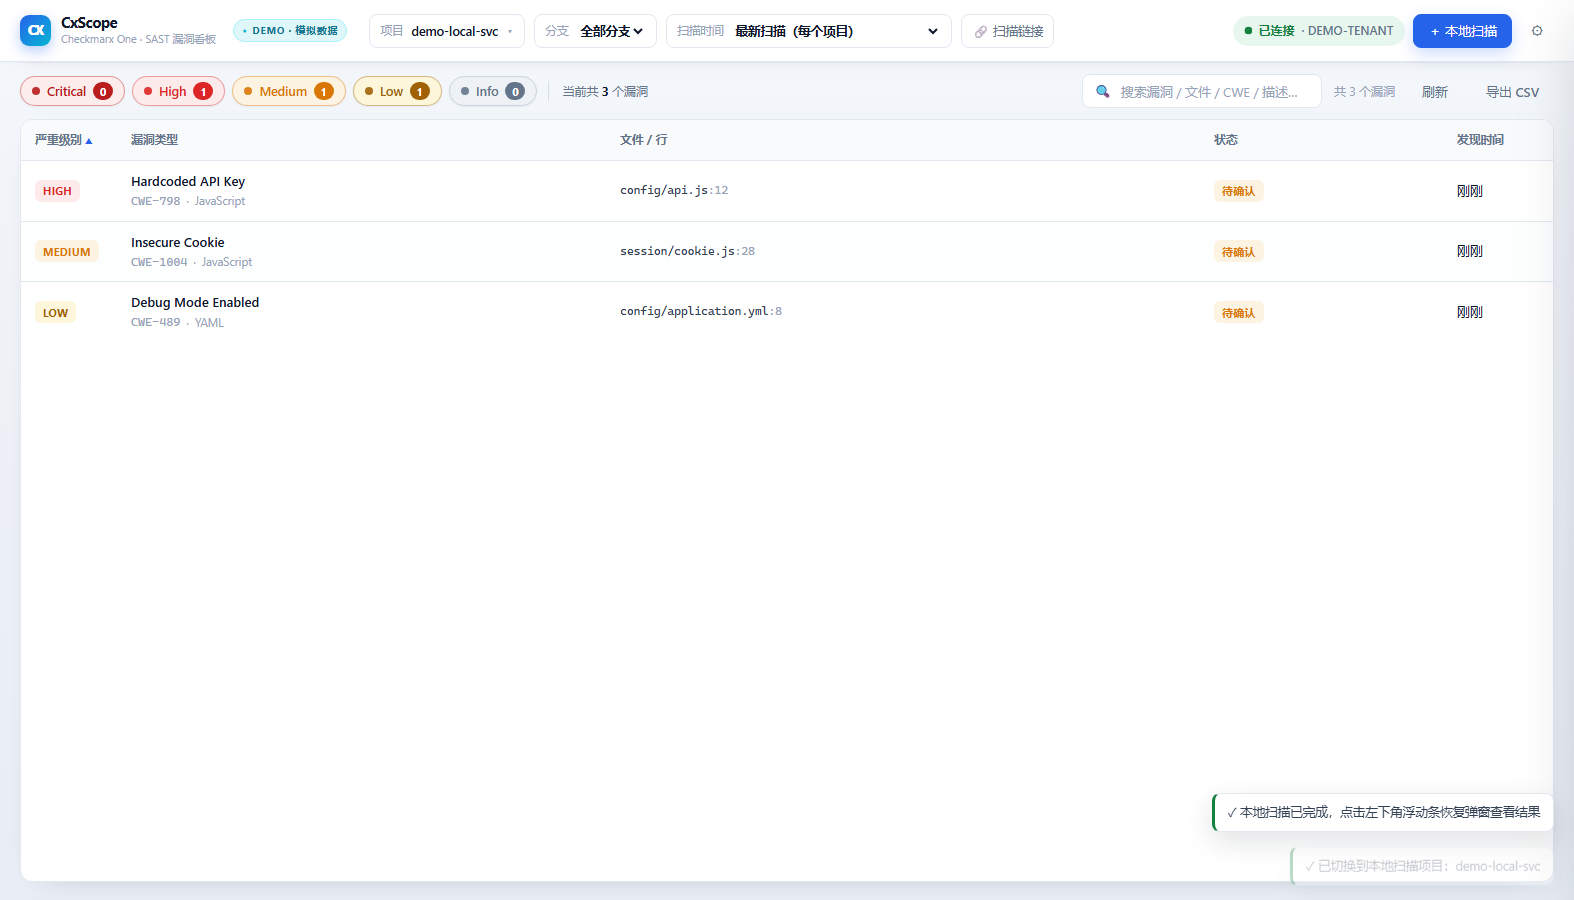 CX
CxScope
Checkmarx One · SAST 漏洞看板
DEMO · 模拟数据
项目 demo-local-svc
分支 全部分支
扫描时间 最新扫描（每个项目）
扫描链接
已连接 · DEMO-TENANT
+ 本地扫描
Critical 0
High 1
Medium 1
Low 1
Info 0
当前共 3 个漏洞
搜索漏洞 / 文件 / CWE / 描述...
共 3 个漏洞
刷新
导出 CSV
严重级别 ▲ 漏洞类型 文件 / 行 状态 发现时间
HIGH Hardcoded API Key config/api.js:12 待确认 刚刚
CWE-798 · JavaScript
MEDIUM Insecure Cookie session/cookie.js:28 待确认 刚刚
CWE-1004 · JavaScript
LOW Debug Mode Enabled config/application.yml:8 待确认 刚刚
CWE-489 · YAML
✓ 本地扫描已完成，点击左下角浮动条恢复弹窗查看结果
✓ 已切换到本地扫描项目：demo-local-svc